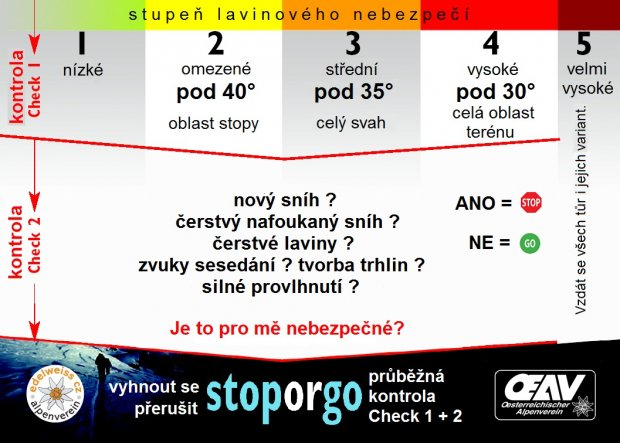 stupeň lavinového nebezpečí
kontrola
Check 1
1
nízké
2
omezené
pod 40°
oblast stopy
3
střední
pod 35°
celý svah
4
vysoké
pod 30°
celá oblast
terénu
5
velmi
vysoké
Vzdát se všech túr i jejich variant.
kontrola
Check 2
nový sníh ?
čerstvý nafoukaný sníh ?
čerstvé laviny ?
zvuky sesedání ? tvorba trhlin ?
silné provlhnutí ?
ANO = STOP
NE = GO
Je to pro mě nebezpečné?
edelweiss cz
alpenverein
vyhnout se
přerušit
stoporgo
průběžná
kontrola
Check 1 + 2
OEAV
Oesterreichischer
Alpenverein